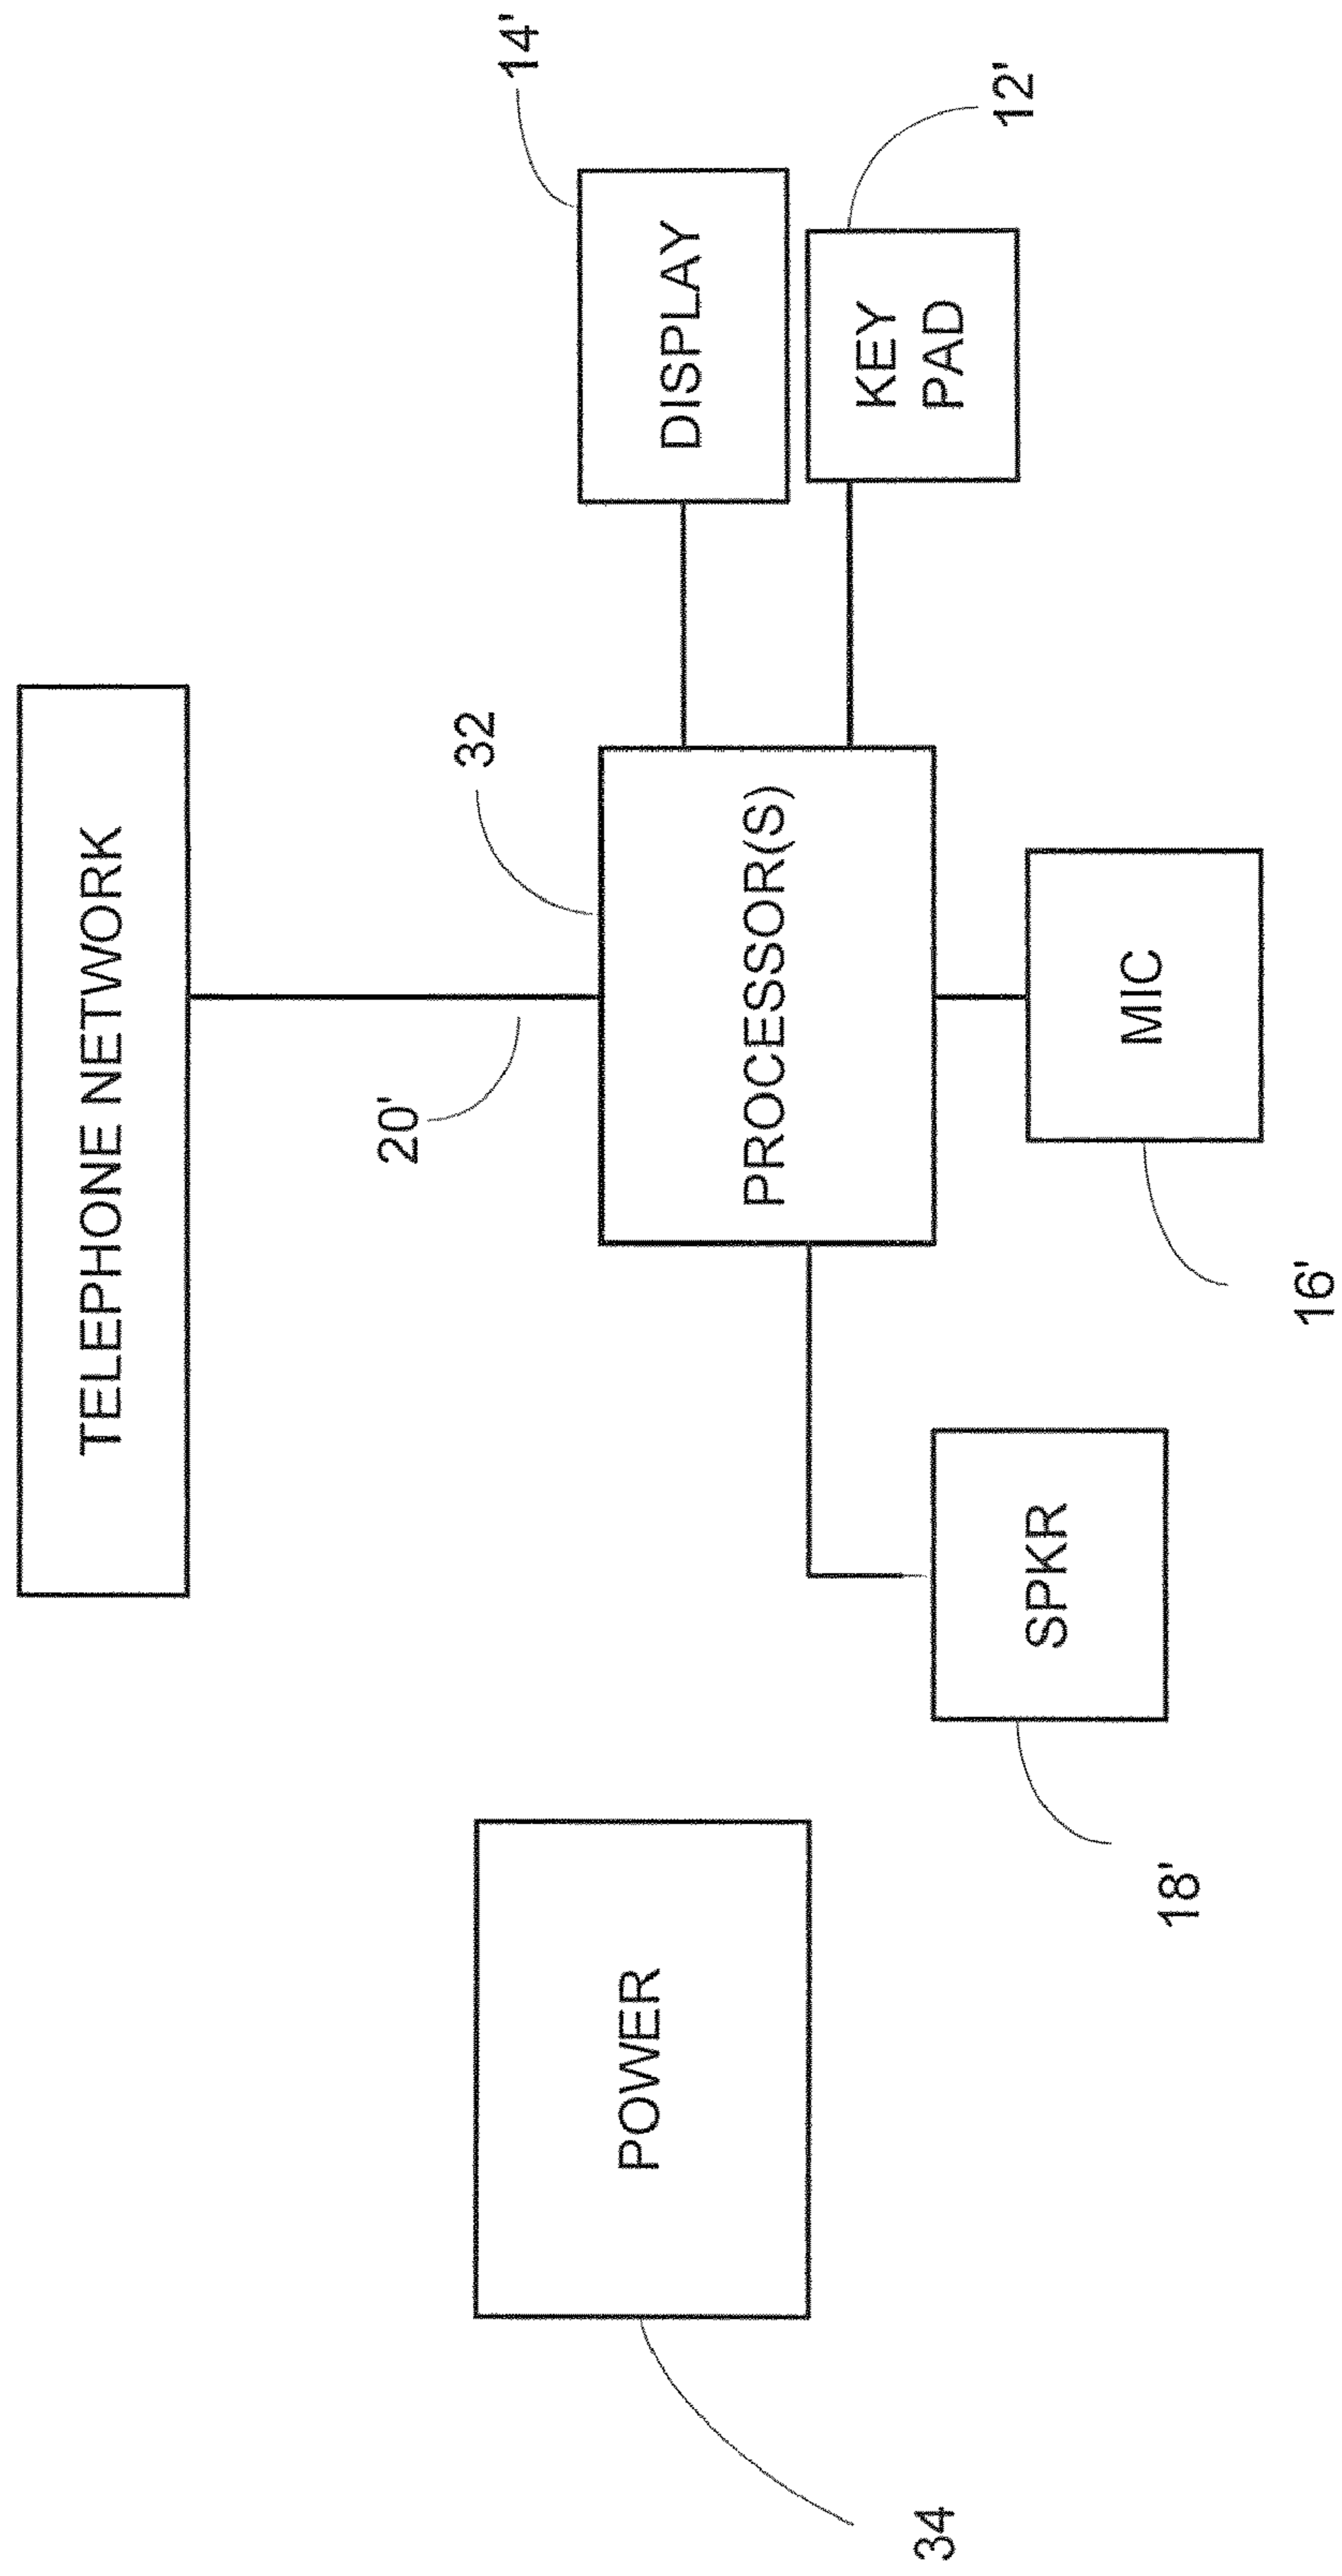 TELEPHONE NETWORK
20'
32
14'
DISPLAY
PROCESSOR(S)
KEY
PAD
12'
POWER
34
SPKR
18'
MIC
16'